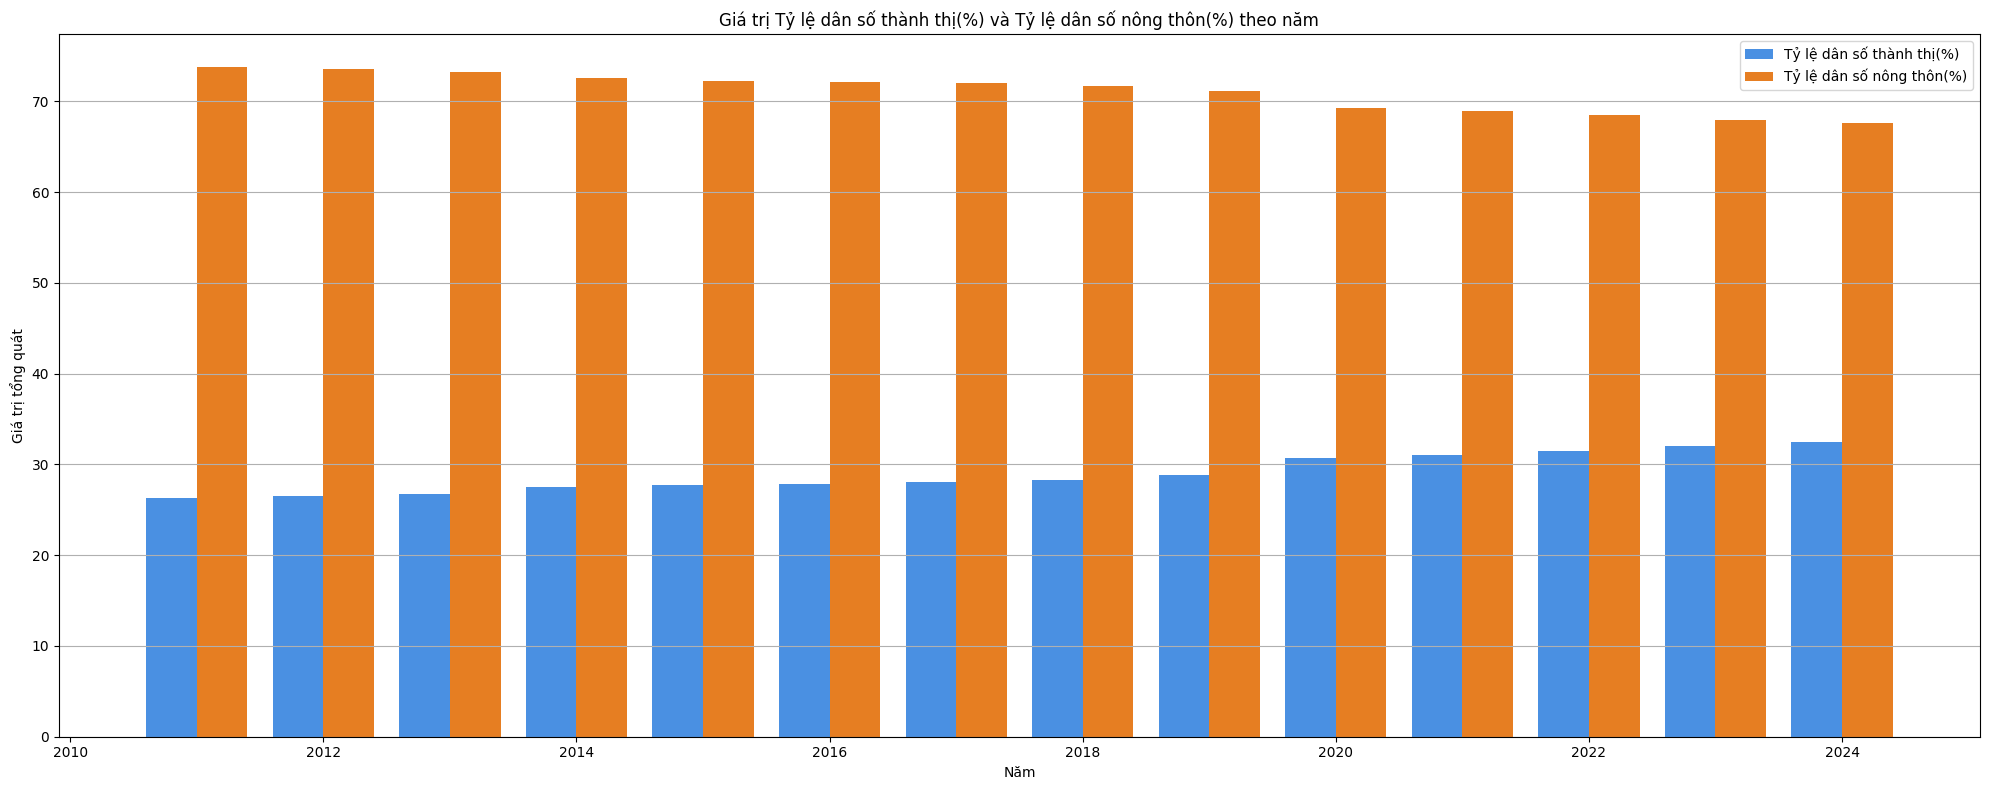 Giá trị Tỷ lệ dân số thành thị(%) và Tỷ lệ dân số nông thôn(%) theo năm
Tỷ lệ dân số thành thị(%)
Tỷ lệ dân số nông thôn(%)
Giá trị tổng quát
70
60
50
40
30
20
10
0
2010 2012 2014 2016 2018 2020 2022 2024
Năm